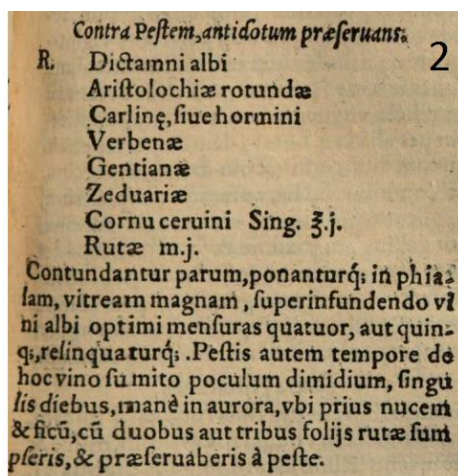 Contra Peſtem, antidotum præſeruans.
2
R. Dictamni albi
Ariſtolochiæ rotundæ
Carlinę, ſiue hormini
Verbenæ
Gentianæ
Zeduariæ
Cornu ceruini Sing. ℥.j.
Rutæ m.j.
Contundantur parum, ponanturq́; in phia-
lam, vitream magnam, ſuperinfundendo vi
ni albi optimi menſuras quatuor, aut quin-
q́;, relinquaturq́; . Peſtis autem tempore de
hoc vino ſumito poculum dimidium, ſingu
lis diebus, manè in aurora, vbi prius nucem
& ficū, cū duobus aut tribus folijs rutæ ſum
pſeris, & præſeruaberis à peſte.